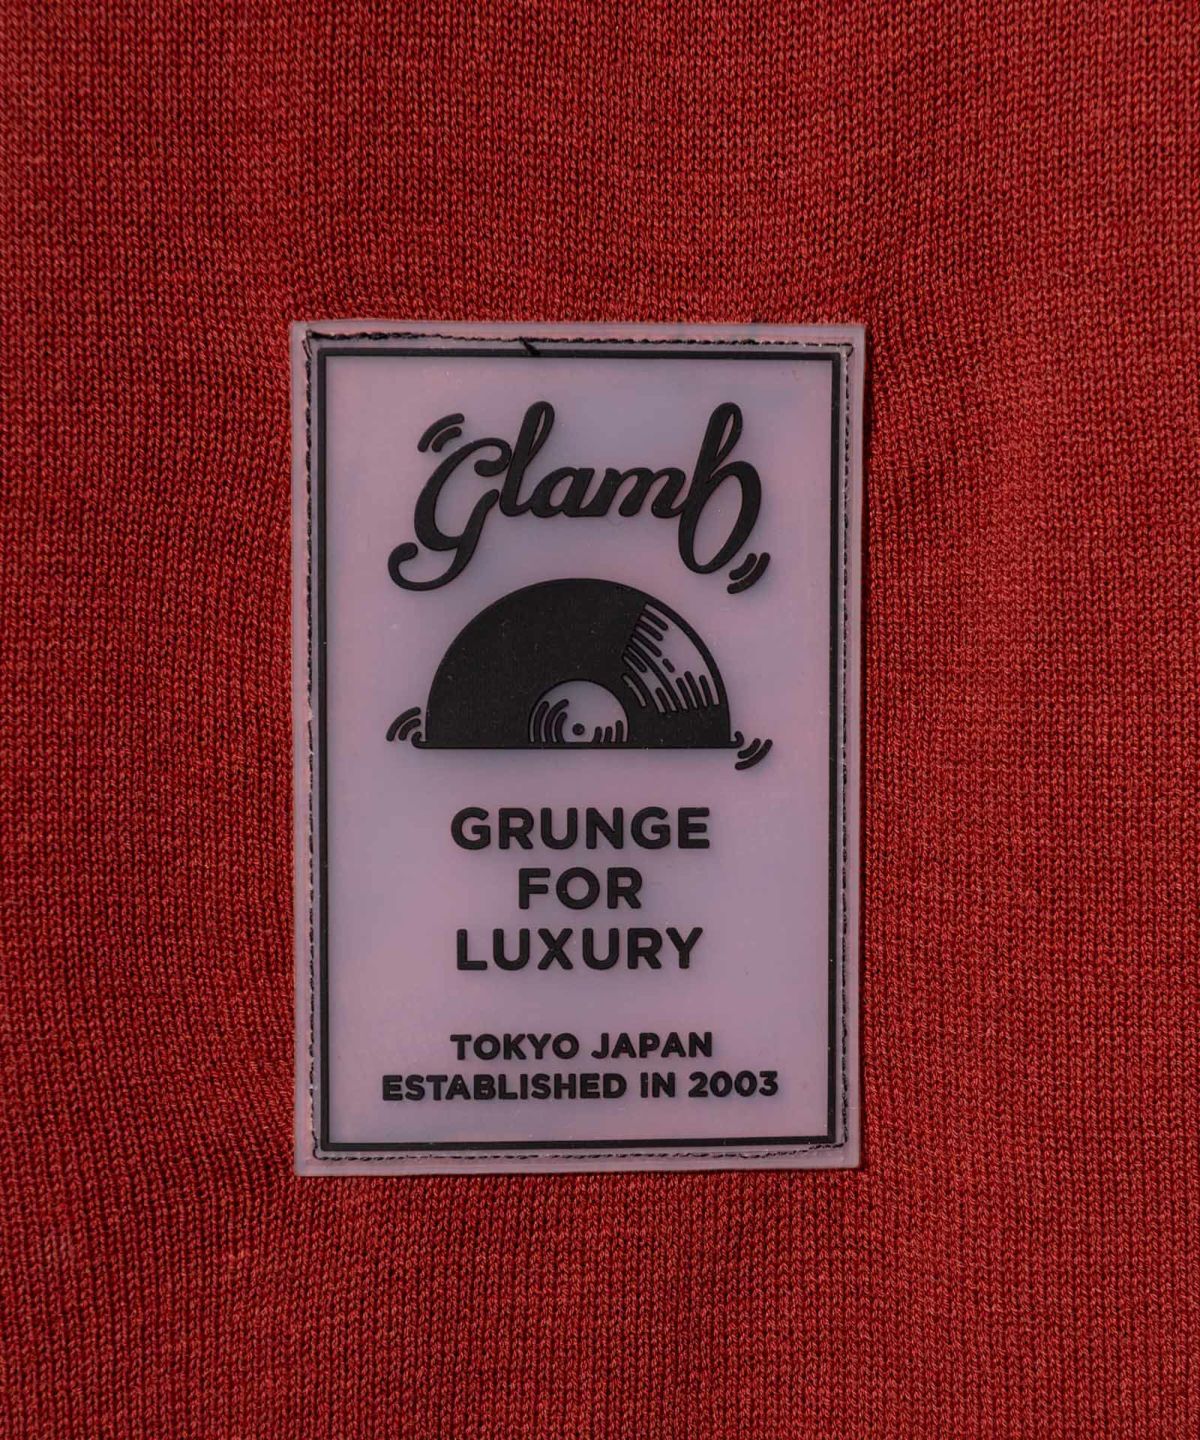 glamb
GRUNGE
FOR
LUXURY
TOKYO JAPAN
ESTABLISHED IN 2003